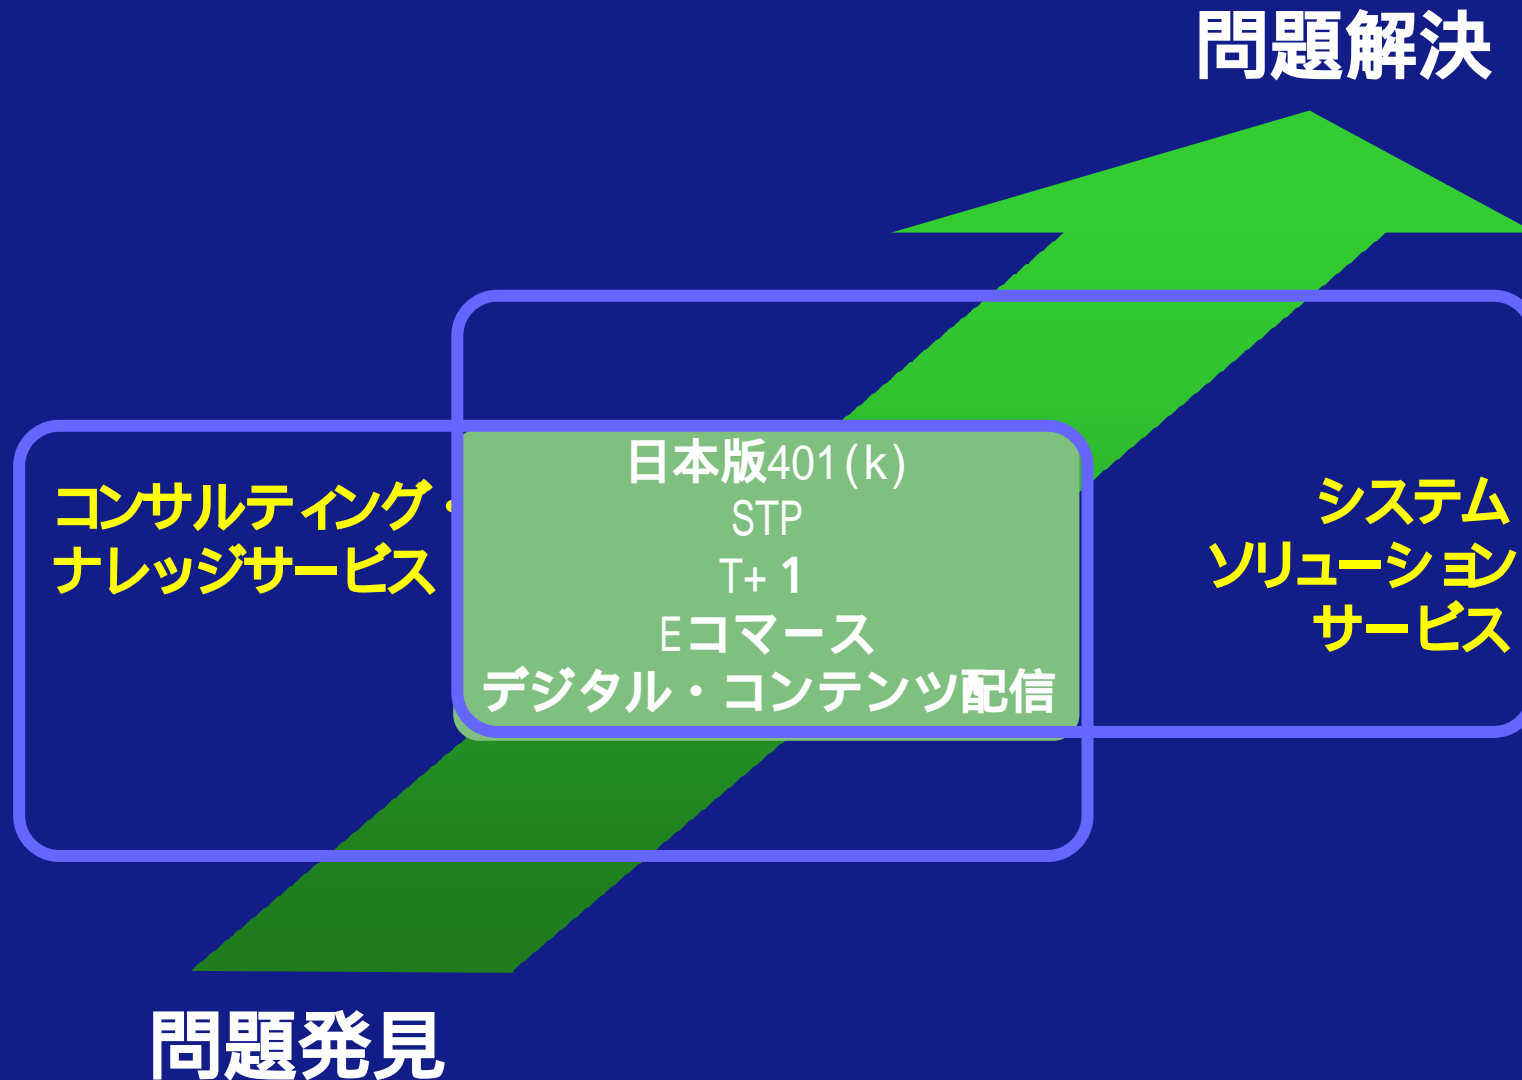 問題解決
コンサルティング・
ナレッジサービス
日本版401(k)
STP
T+1
Eコマース
デジタル・コンテンツ配信
システム
ソリューション
サービス
問題発見